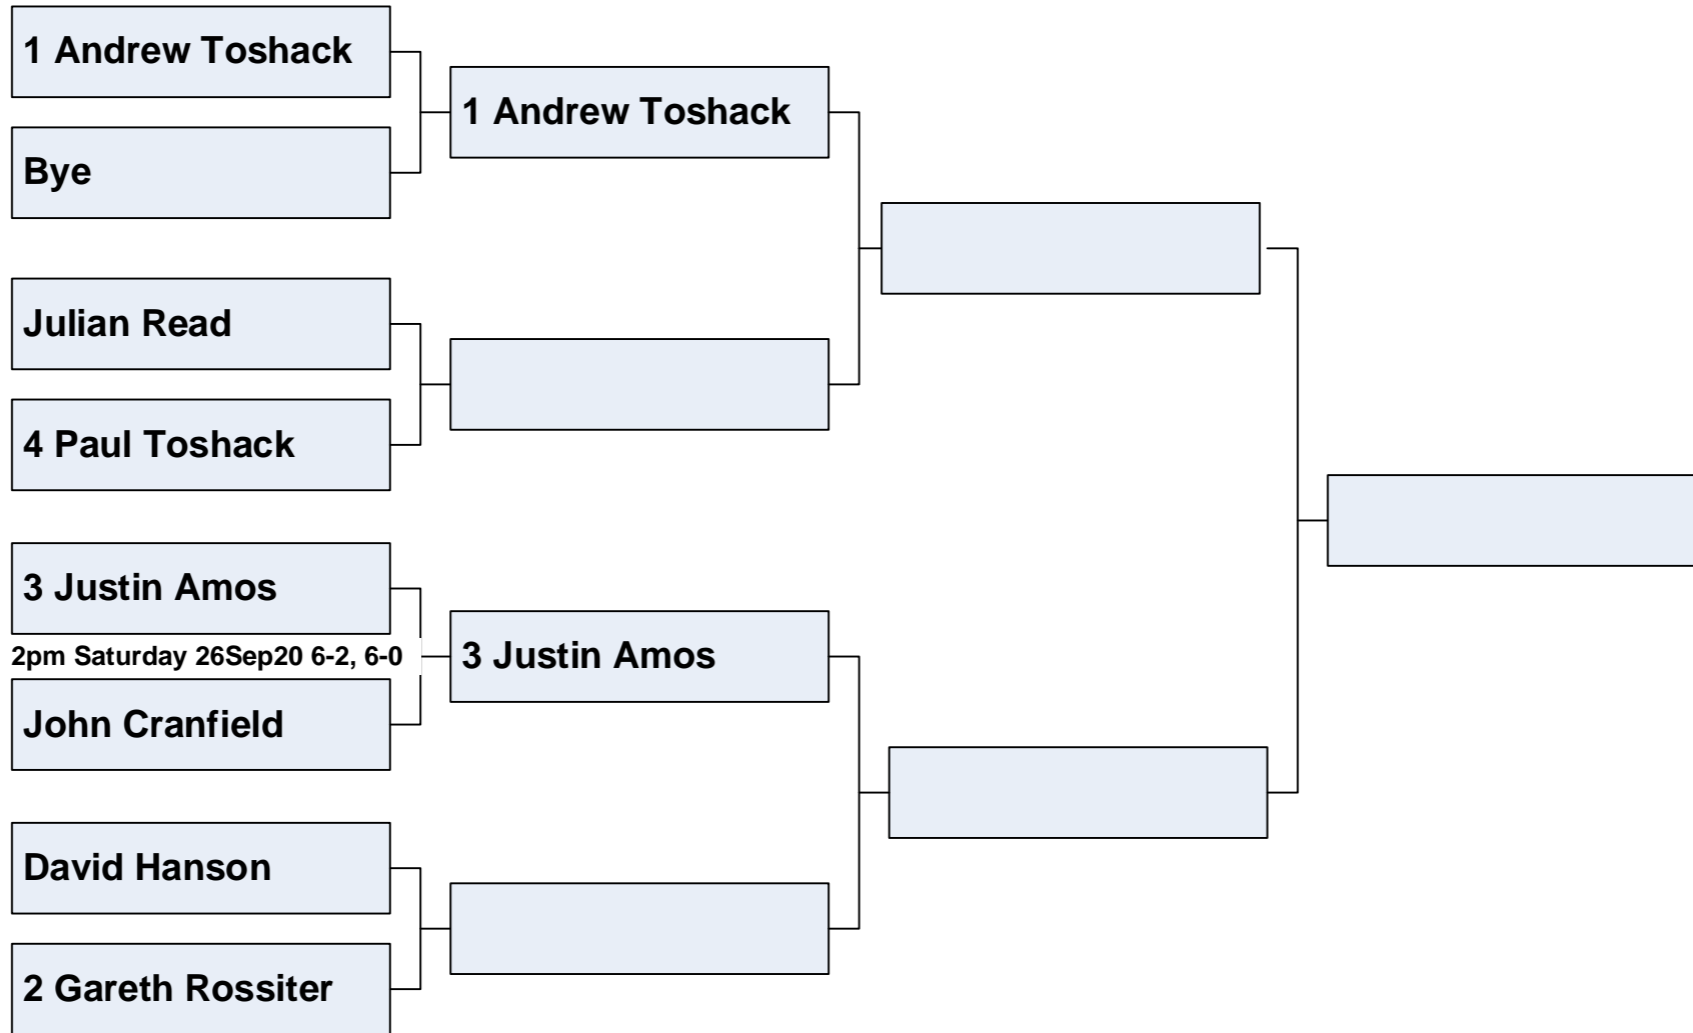 1 Andrew Toshack
Bye
Julian Read
4 Paul Toshack
3 Justin Amos
2pm Saturday 26Sep20 6-2, 6-0
John Cranfield
David Hanson
2 Gareth Rossiter
1 Andrew Toshack
3 Justin Amos